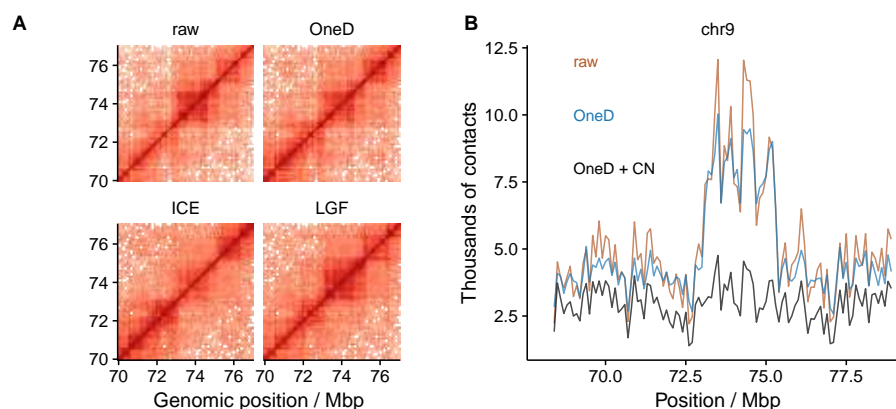 A
raw
OneD
76
74
72
70
ICE
LGF
76
74
72
70
70
72
74
76
70
72
74
76
Genomic position / Mbp
B
chr9
Thousands of contacts
12.5
10.0
7.5
5.0
2.5
raw
OneD
OneD + CN
70.0
72.5
75.0
77.5
Position / Mbp